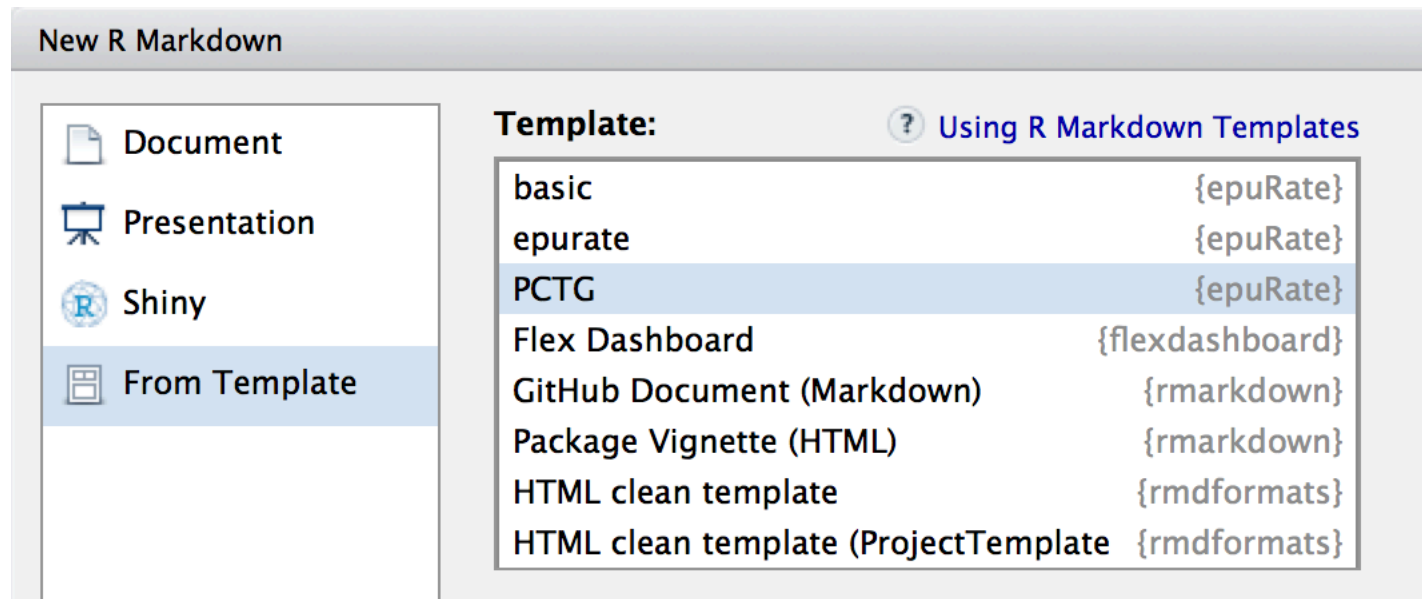 New R Markdown
Document
Presentation
Shiny
From Template
Template:
? Using R Markdown Templates
basic {epuRate}
epurate {epuRate}
PCTG {epuRate}
Flex Dashboard {flexdashboard}
GitHub Document (Markdown) {rmarkdown}
Package Vignette (HTML) {rmarkdown}
HTML clean template {rmdformats}
HTML clean template (ProjectTemplate {rmdformats}